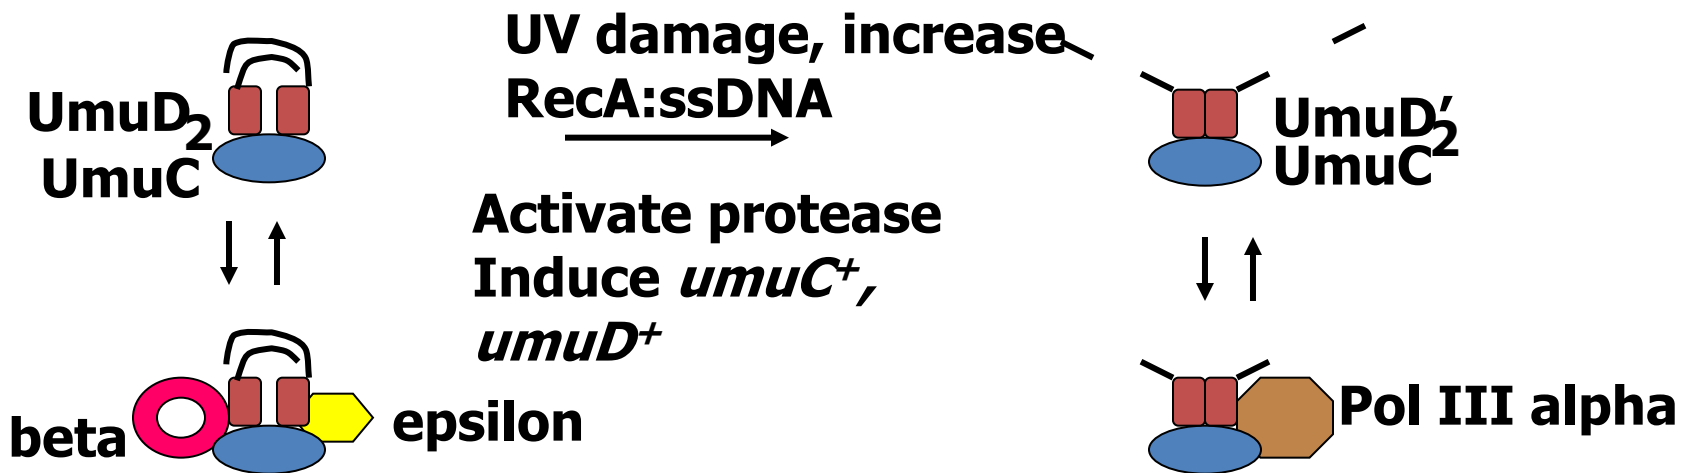 UV damage, increase
RecA:ssDNA
UmuD2
UmuC
UmuD′2
UmuC
Activate protease
Induce umuC+,
umuD+
beta
epsilon
Pol III alpha